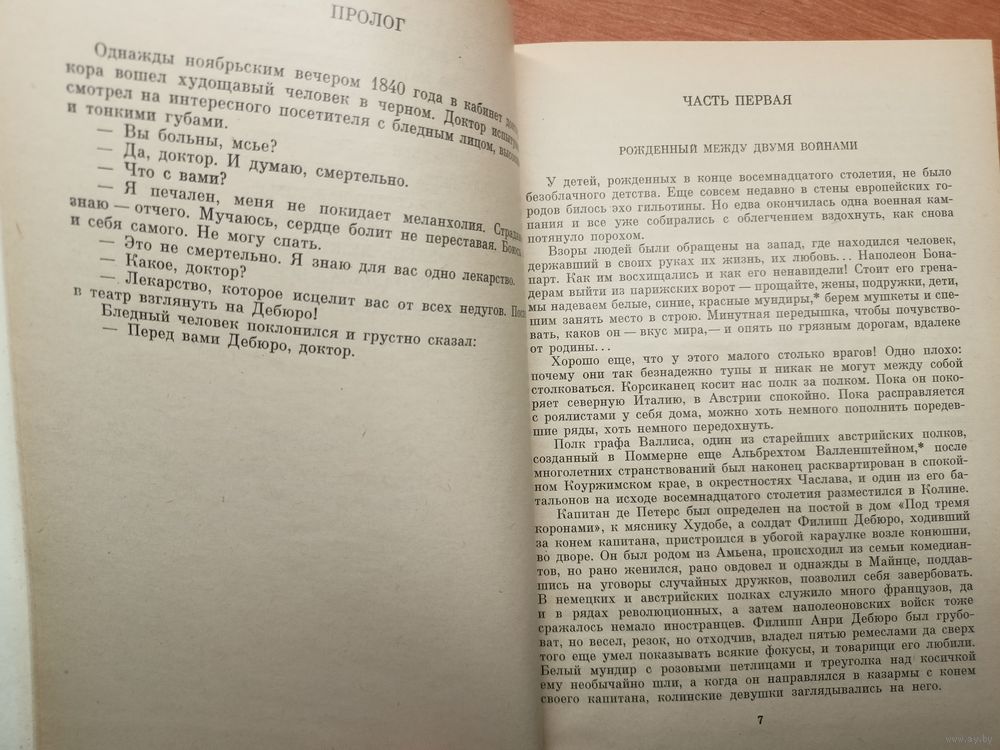 ПРОЛОГ
Однажды ноябрьским вечером 1840 года в кабинет
кора вошел худощавый человек в черном. Доктор
смотрел на интересного посетителя с бледным лицом,
и тонкими губами.
— Вы больны, мсье?
— Да, доктор. И думаю, смертельно.
— Что с вами?
— Я печален, меня не покидает меланхолия.
знаю — отчего. Мучаюсь, сердце болит не переставая.
и себя самого. Не могу спать.
— Это не смертельно. Я знаю для вас одно лекарство.
— Какое, доктор?
— Лекарство, которое исцелит вас от всех недугов.
в театр взглянуть на Дебюро!
Бледный человек поклонился и грустно сказал:
— Перед вами Дебюро, доктор.
ЧАСТЬ ПЕРВАЯ
РОЖДЕННЫЙ МЕЖДУ ДВУМЯ ВОЙНАМИ
У детей, рожденных в конце восемнадцатого столетия, не было
безоблачного детства. Еще совсем недавно в стены европейских го-
родов билось эхо гильотины. Но едва окончилась одна военная кам-
пания и все уже собирались с облегчением вздохнуть, как снова
потянуло порохом.
Взоры людей были обращены на запад, где находился человек,
державший в своих руках их жизнь, их любовь... Наполеон Бона-
парт. Как им восхищались и как его ненавидели! Стоит его грена-
дерам выйти из парижских ворот — прощайте, жены, подружки, дети,
мы надеваем белые, синие, красные мундиры,* берем мушкеты и спе-
шим занять место в строю. Минутная передышка, чтобы почувство-
вать, каков он — вкус мира,— и опять по грязным дорогам, вдалеке
от родины...
Хорошо еще, что у этого малого столько врагов! Одно плохо:
почему они так безнадежно тупы и никак не могут между собой
столковаться. Корсиканец косит нас полк за полком. Пока он поко-
ряет северную Италию, в Австрии спокойно. Пока расправляется
с роялистами у себя дома, можно хоть немного пополнить поредев-
шие ряды, хоть немного передохнуть.
Полк графа Валлиса, один из старейших австрийских полков,
созданный в Поммерне еще Альбрехтом Валленштейном,* после
многолетних странствований был наконец расквартирован в спокой-
ном Коуржимском крае, в окрестностях Часлава, и один из его ба-
тальонов на исходе восемнадцатого столетия разместился в Колине.
Капитан де Петерс был определен на постой в дом «Под тремя
коронами», к мяснику Худобе, а солдат Филипп Дебюро, ходивший
за конем капитана, пристроился в убогой караулке возле конюшни,
во дворе. Он был родом из Амьена, происходил из семьи комедиан-
тов, но рано женился, рано овдовел и однажды в Майнце, поддав-
шись на уговоры случайных дружков, позволил себя завербовать.
В немецких и австрийских полках служило много французов, да
и в рядах революционных, а затем наполеоновских войск тоже
сражалось немало иностранцев. Филипп Анри Дебюро был грубо-
ват, но весел, резок, но отходчив, владел пятью ремеслами да сверх
того еще умел показывать всякие фокусы, и товарищи его любили.
Белый мундир с розовыми петлицами и треуголка над косичкой
ему необычайно шли, а когда он направлялся в казармы с конем
своего капитана, колинские девушки заглядывались на него.
7
www.ay.by